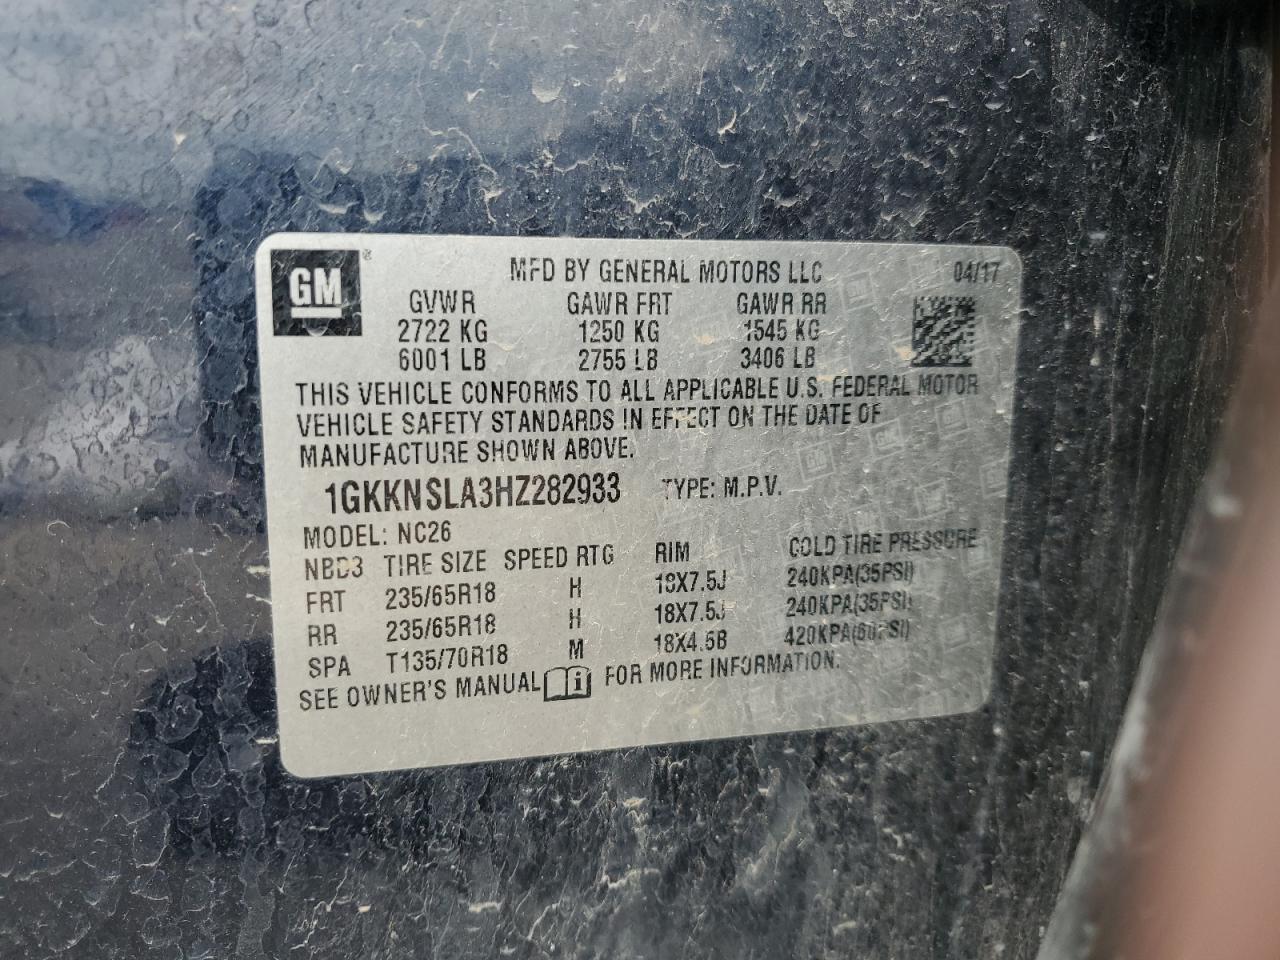 GM
MFD BY GENERAL MOTORS LLC 04/17
GVWR GAWR FRT GAWR RR
2722 KG 1250 KG 1545 KG
6001 LB 2755 LB 3406 LB
THIS VEHICLE CONFORMS TO ALL APPLICABLE U.S. FEDERAL MOTOR
VEHICLE SAFETY STANDARDS IN EFFECT ON THE DATE OF
MANUFACTURE SHOWN ABOVE.
1GKKNSLA3HZ282933 TYPE: M.P.V.
MODEL: NC26
TIRE SIZE SPEED RTG RIM COLD TIRE PRESSURE
FRT 235/65R18 H 18X7.5J 240KPA(35PSI)
RR 235/65R18 H 18X7.5J 240KPA(35PSI)
SPA T135/70R18 M 18X4.5B 420KPA(60PSI)
SEE OWNER'S MANUAL FOR MORE INFORMATION.